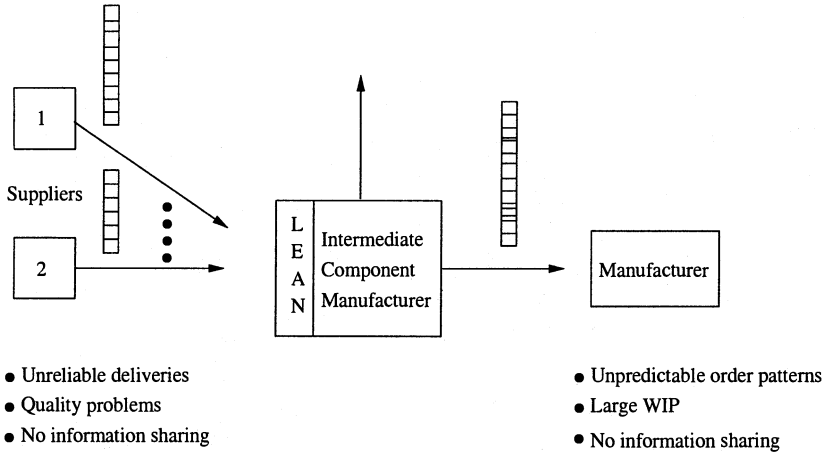 1
Suppliers
2
L
E
A
N
Intermediate
Component
Manufacturer
Manufacturer
● Unreliable deliveries
● Quality problems
● No information sharing
● Unpredictable order patterns
● Large WIP
● No information sharing